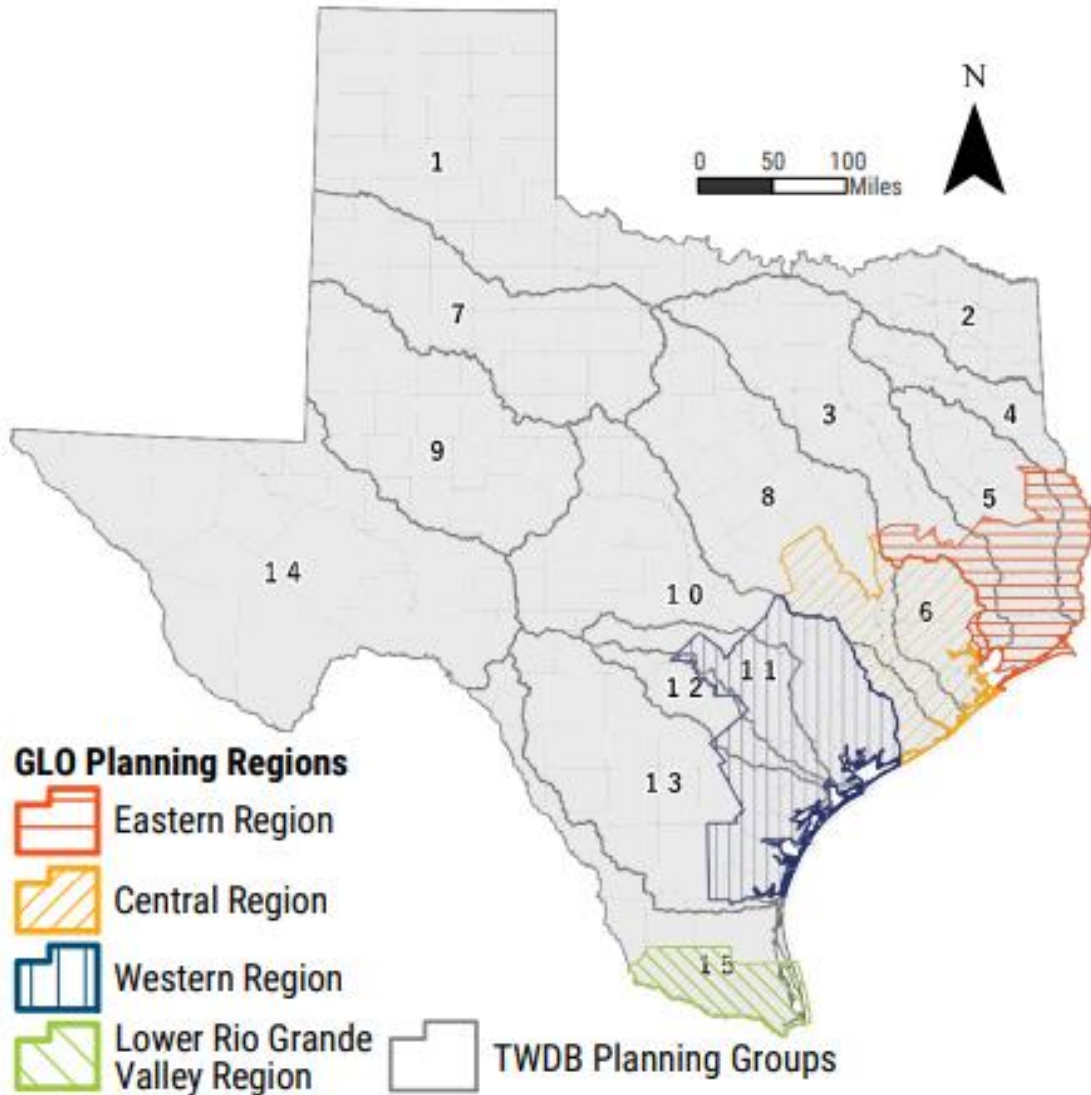 N
0 50 100
Miles
1
2
7
3
4
9
8
5
14
10
6
11
12
13
15
GLO Planning Regions
Eastern Region
Central Region
Western Region
Lower Rio Grande
Valley Region
TWDB Planning Groups